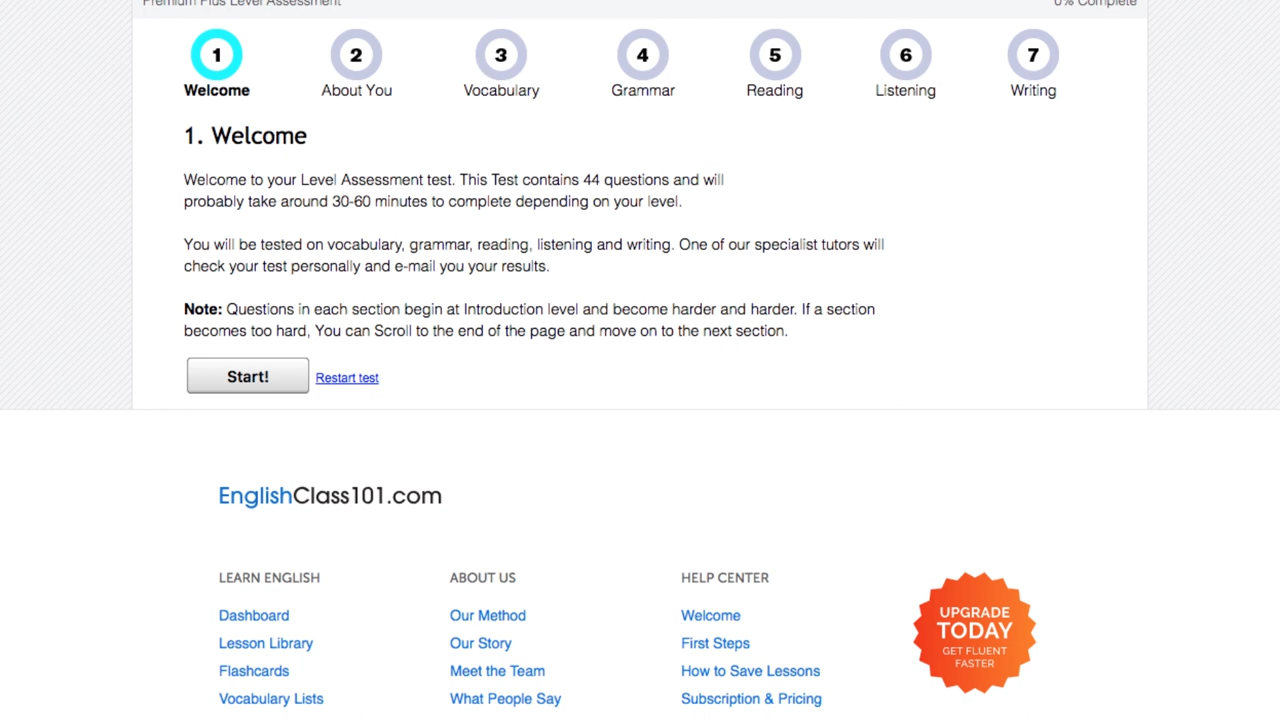 Premium Plus Level Assessment 0% Complete
1 2 3 4 5 6 7
Welcome About You Vocabulary Grammar Reading Listening Writing
1. Welcome
Welcome to your Level Assessment test. This Test contains 44 questions and will
probably take around 30-60 minutes to complete depending on your level.
You will be tested on vocabulary, grammar, reading, listening and writing. One of our specialist tutors will
check your test personally and e-mail you your results.
Note: Questions in each section begin at Introduction level and become harder and harder. If a section
becomes too hard, You can Scroll to the end of the page and move on to the next section.
Start! Restart test
EnglishClass101.com
LEARN ENGLISH
Dashboard
Lesson Library
Flashcards
Vocabulary Lists
ABOUT US
Our Method
Our Story
Meet the Team
What People Say
HELP CENTER
Welcome
First Steps
How to Save Lessons
Subscription & Pricing
UPGRADE
TODAY
GET FLUENT
FASTER